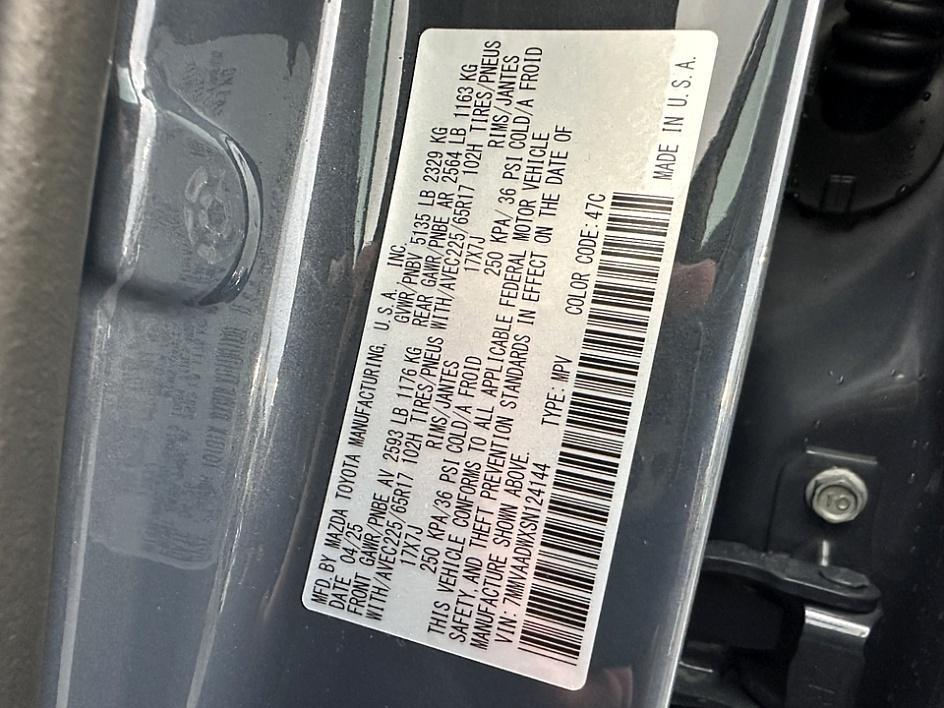 MFD. BY MAZDA TOYOTA MANUFACTURING, U.S.A., INC.
DATE 04/25 GVWR/PNBV 5135 LB 2329 KG
FRONT GAWR/PNBE AV 2593 LB 1176 KG REAR GAWR/PNBE AR 2564 LB 1163 KG
WITH/AVEC225/65R17 102H TIRES/PNEUS WITH/AVEC225/65R17 102H TIRES/PNEUS
17X7J RIMS/JANTES 17X7J RIMS/JANTES
250 KPA/36 PSI COLD/A FROID 250 KPA/36 PSI COLD/A FROID
THIS VEHICLE CONFORMS TO ALL APPLICABLE FEDERAL MOTOR VEHICLE
SAFETY AND THEFT PREVENTION STANDARDS IN EFFECT ON THE DATE OF
MANUFACTURE SHOWN ABOVE.
VIN: 7MMVAADWXSN124144 TYPE: MPV COLOR CODE: 47C
MADE IN U.S.A.
10